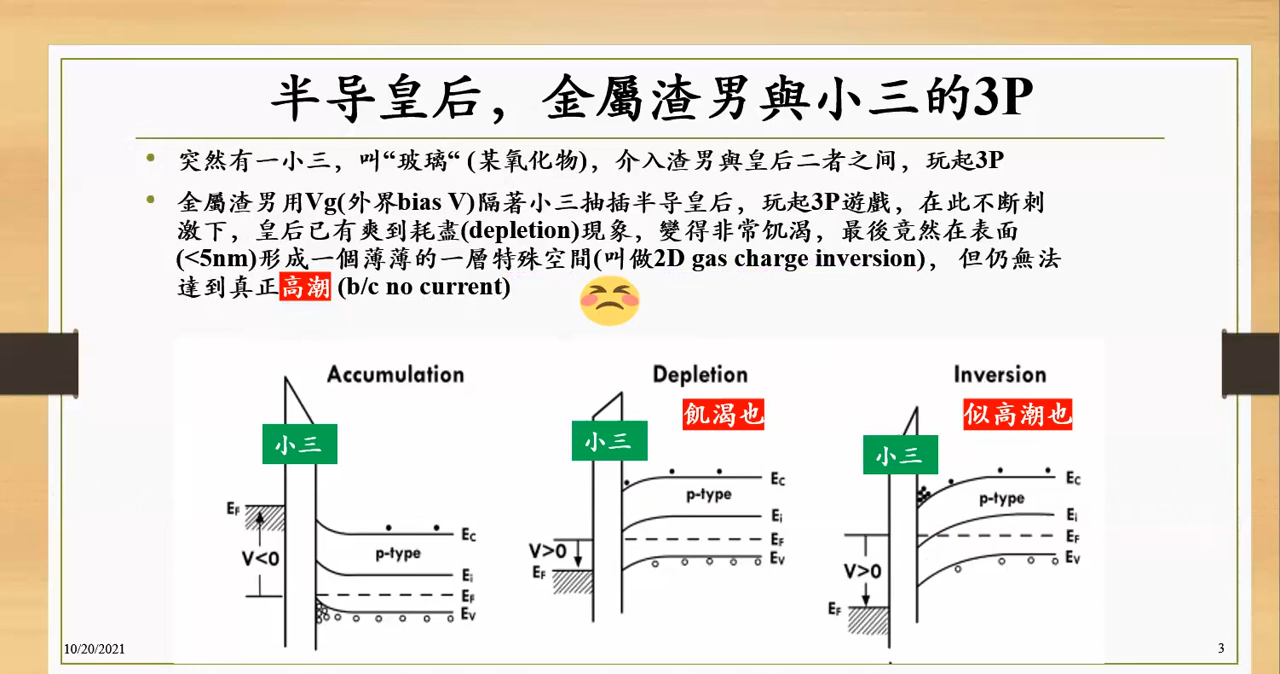 半导皇后，金屬渣男與小三的3P
• 突然有一小三，叫“玻璃“ (某氧化物)，介入渣男與皇后二者之间，玩起3P
• 金屬渣男用Vg(外界bias V)隔著小三抽插半导皇后，玩起3P遊戲，在此不断刺
激下，皇后已有爽到耗盡(depletion)現象，變得非常饥渴，最後竟然在表面
(<5nm)形成一個薄薄的一層特殊空間(叫做2D gas charge inversion)， 但仍無法
達到真正高潮 (b/c no current)
Accumulation
小三
EF
V<0
p-type
EC
Ei
EF
EV
Depletion
飢渴也
小三
V>0
EF
p-type
EC
Ei
EF
EV
Inversion
似高潮也
小三
V>0
EF
p-type
EC
Ei
EF
EV
10/20/2021
3